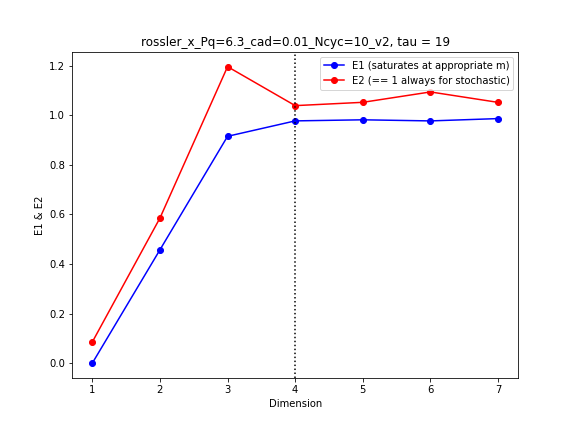 rossler_x_Pq=6.3_cad=0.01_Ncyc=10_v2, tau = 19
E1 (saturates at appropriate m)
E2 (== 1 always for stochastic)
E1 & E2
1.2
1.0
0.8
0.6
0.4
0.2
0.0
1 2 3 4 5 6 7
Dimension